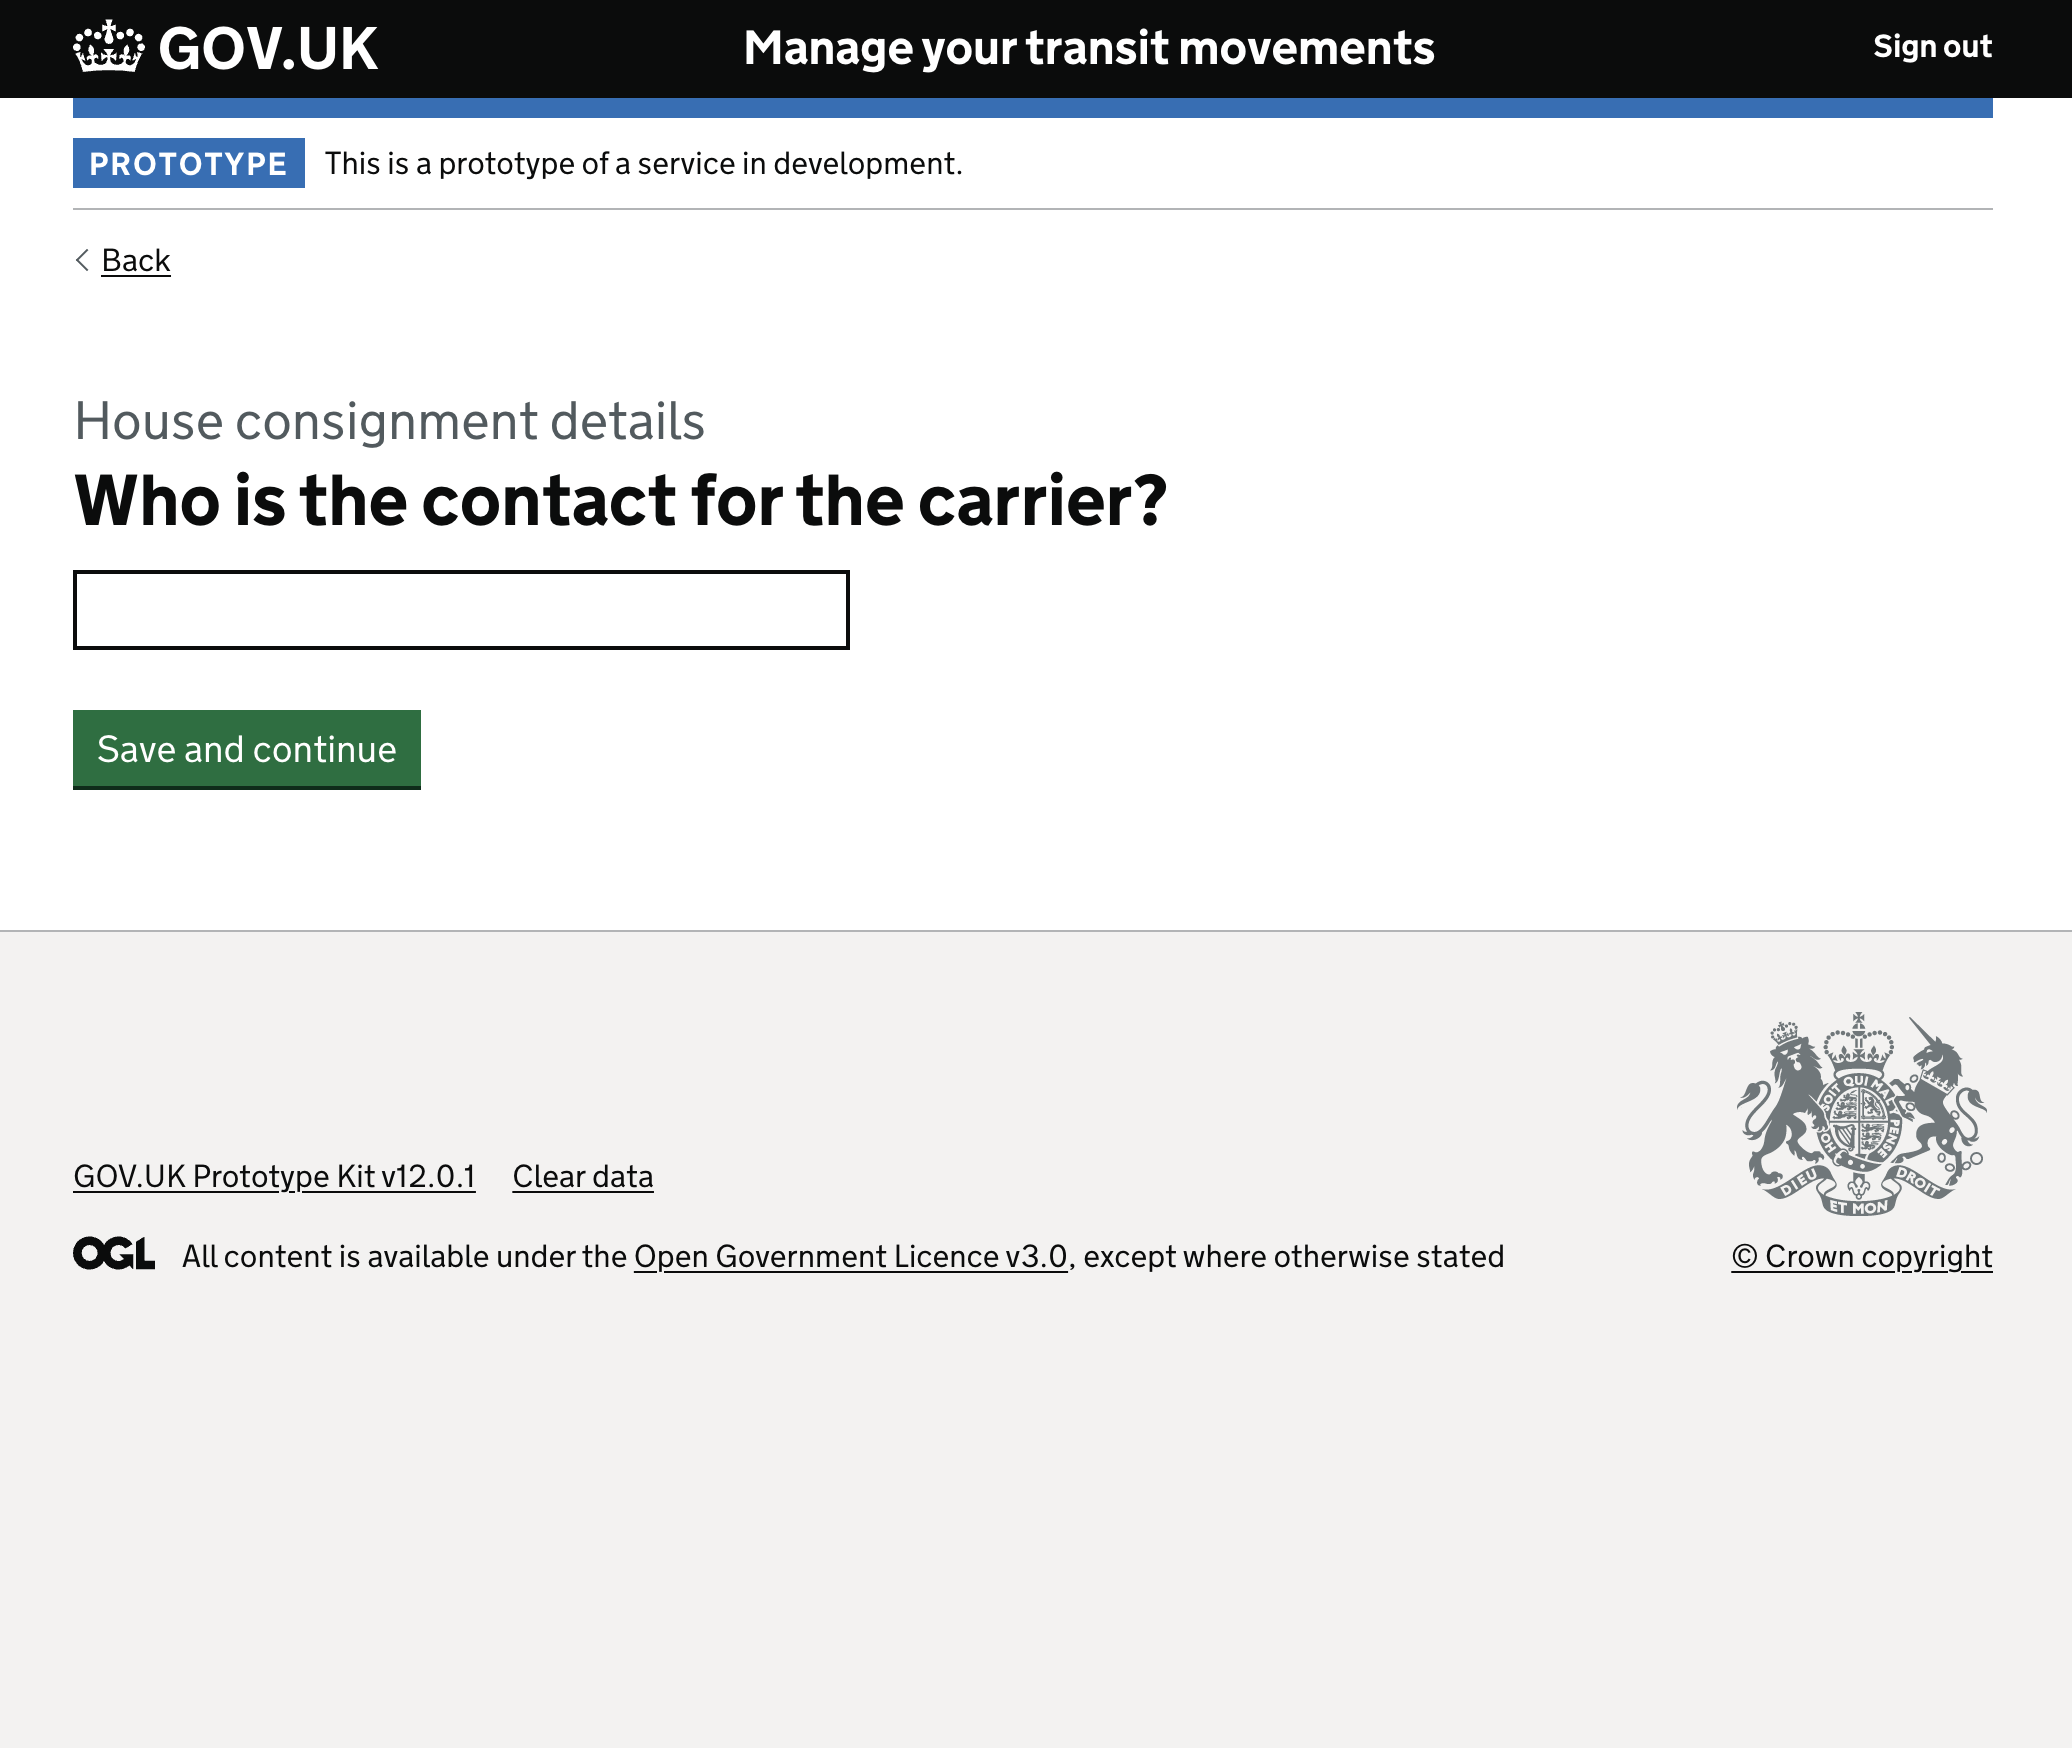 GOV.UK Manage your transit movements Sign out
PROTOTYPE This is a prototype of a service in development.
Back
House consignment details
Who is the contact for the carrier?
Save and continue
SOIT QUI MAL
PENSE
HO
DIEU ET MON DROIT
GOV.UK Prototype Kit v12.0.1 Clear data
OGL All content is available under the Open Government Licence v3.0, except where otherwise stated © Crown copyright